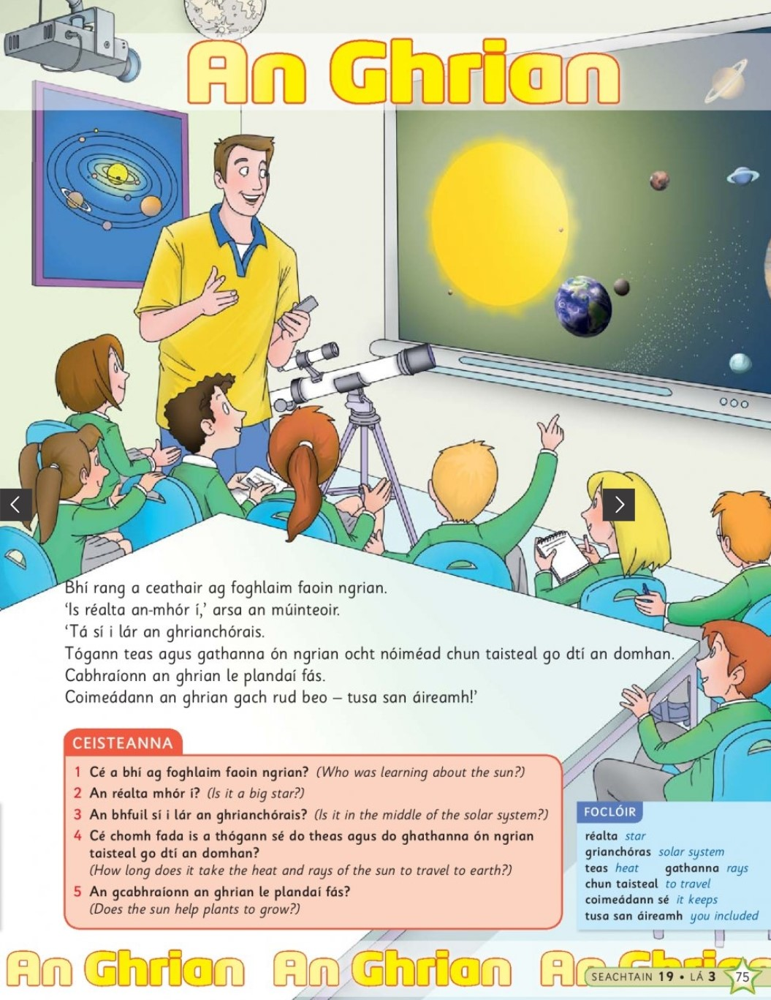 An Ghrian
Bhí rang a ceathair ag foghlaim faoin ngrian.
‘Is réalta an-mhór í,’ arsa an múinteoir.
‘Tá sí i lár an ghrianchórais.
Tógann teas agus gathanna ón ngrian ocht nóiméad chun taisteal go dtí an domhan.
Cabhraíonn an ghrian le plandaí fás.
Coimeádann an ghrian gach rud beo – tusa san áireamh!’
CEISTEANNA
1 Cé a bhí ag foghlaim faoin ngrian? (Who was learning about the sun?)
2 An réalta mhór í? (Is it a big star?)
3 An bhfuil sí i lár an ghrianchórais? (Is it in the middle of the solar system?)
4 Cé chomh fada is a thógann sé do theas agus do ghathanna ón ngrian
taisteal go dtí an domhan?
(How long does it take the heat and rays of the sun to travel to earth?)
5 An gcabhraíonn an ghrian le plandaí fás?
(Does the sun help plants to grow?)
FOCLÓIR
réalta star
grianchóras solar system
teas heat gathanna rays
chun taisteal to travel
coimeádann sé it keeps
tusa san áireamh you included
An Ghrian An Ghrian An Ghrian
SEACHTAIN 19 • LÁ 3 75